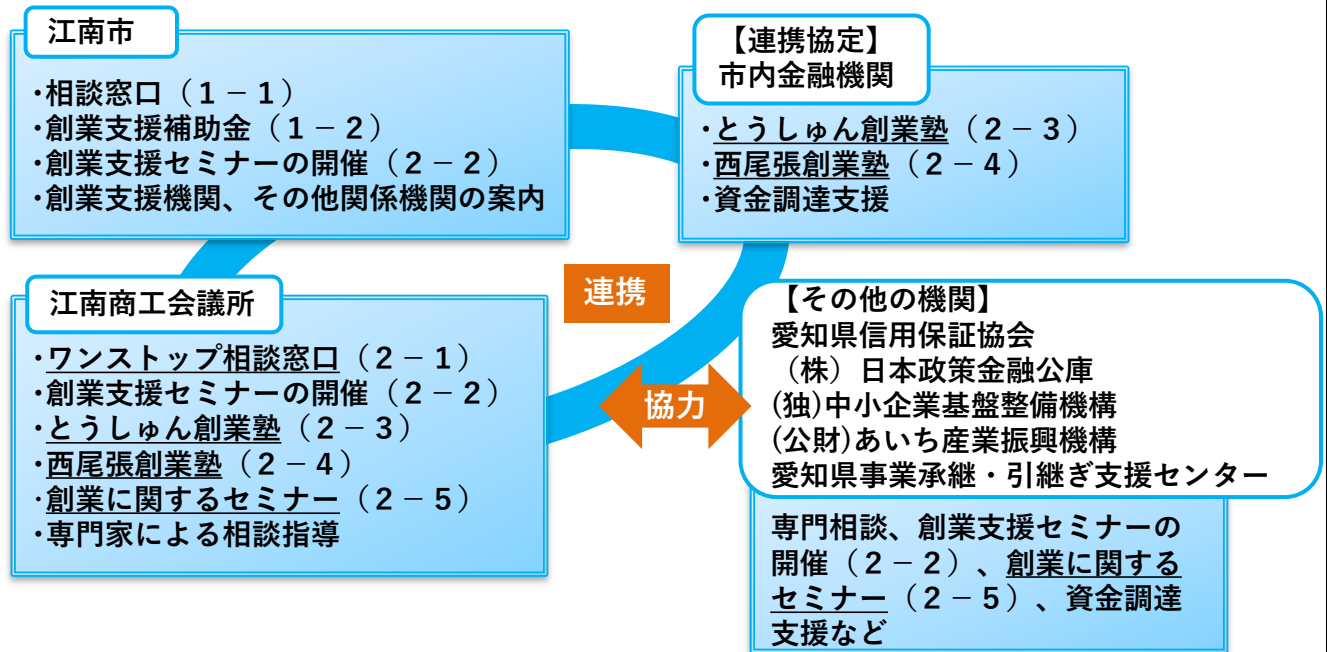 江南市
・相談窓口（１－１）
・創業支援補助金（１－２）
・創業支援セミナーの開催（２－２）
・創業支援機関、その他関係機関の案内
【連携協定】
市内金融機関
・とうしゅん創業塾（２－３）
・西尾張創業塾（２－４）
・資金調達支援
江南商工会議所
・ワンストップ相談窓口（２－１）
・創業支援セミナーの開催（２－２）
・とうしゅん創業塾（２－３）
・西尾張創業塾（２－４）
・創業に関するセミナー（２－５）
・専門家による相談指導
連携
協力
【その他の機関】
愛知県信用保証協会
（株）日本政策金融公庫
(独)中小企業基盤整備機構
(公財)あいち産業振興機構
愛知県事業承継・引継ぎ支援センター
専門相談、創業支援セミナーの
開催（２－２）、創業に関する
セミナー（２－５）、資金調達
支援など